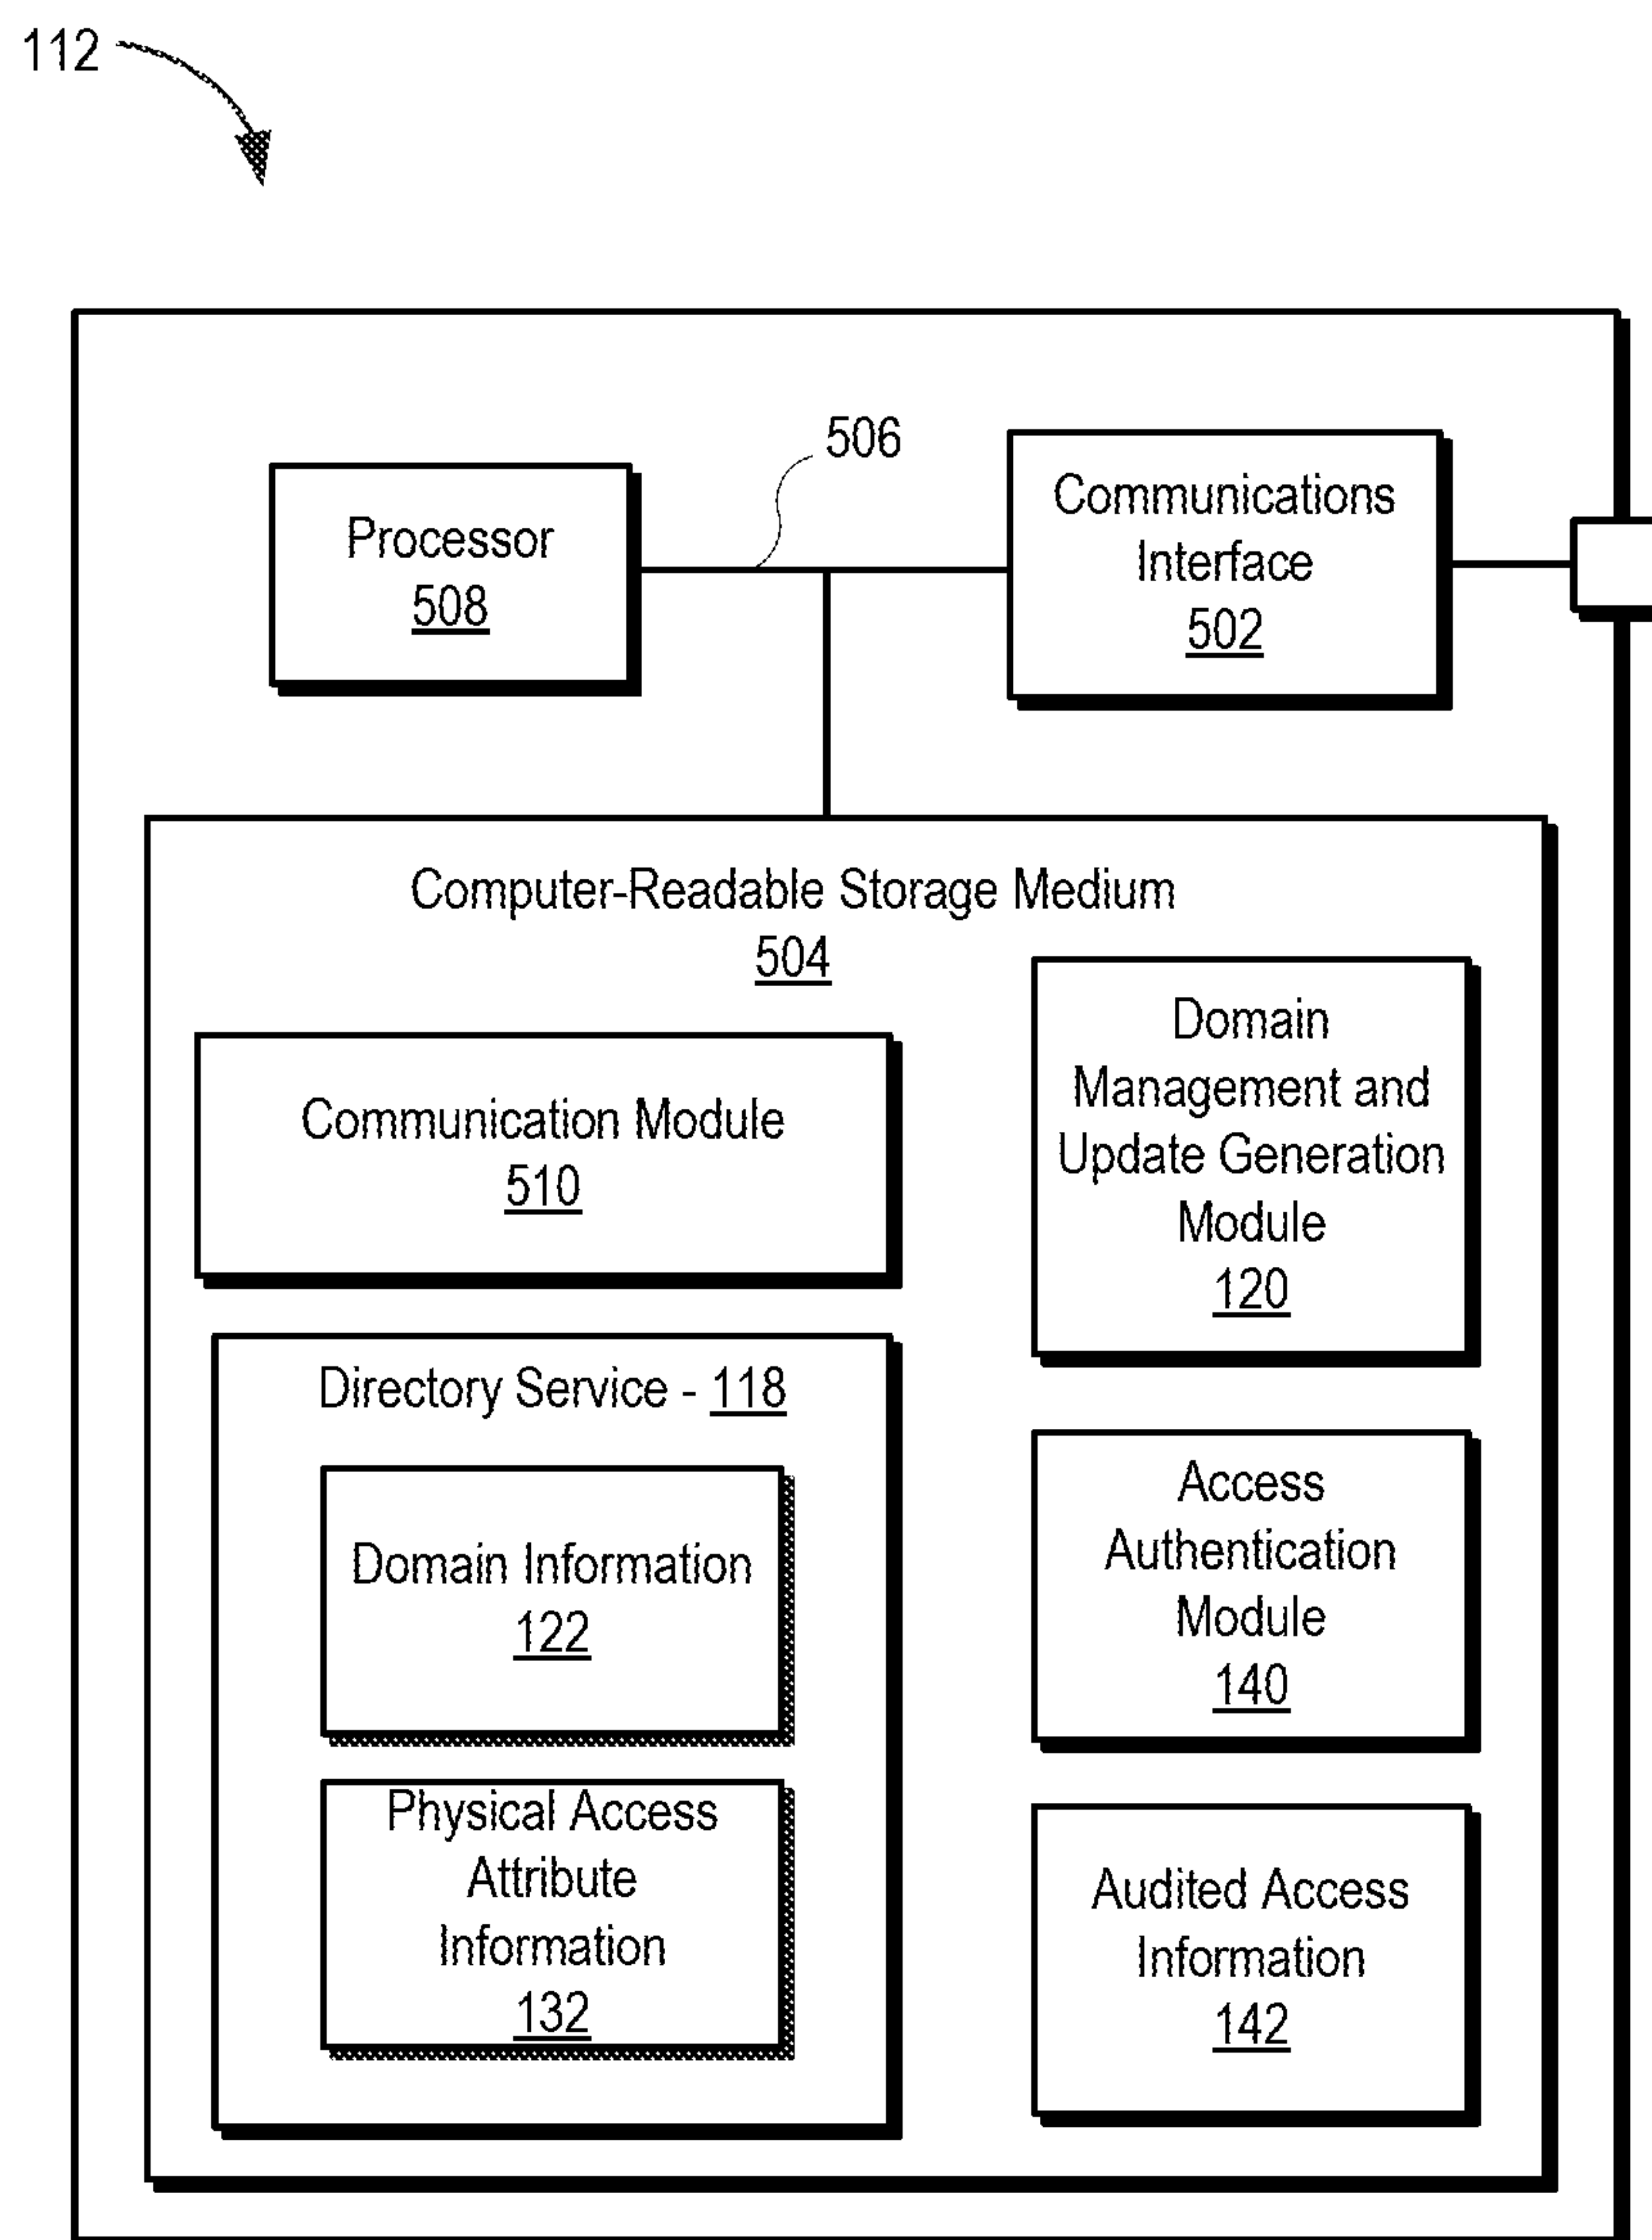 112
506
Processor
508
Communications
Interface
502
Computer-Readable Storage Medium
504
Communication Module
510
Domain
Management and
Update Generation
Module
120
Directory Service - 118
Domain Information
122
Physical Access
Attribute
Information
132
Access
Authentication
Module
140
Audited Access
Information
142